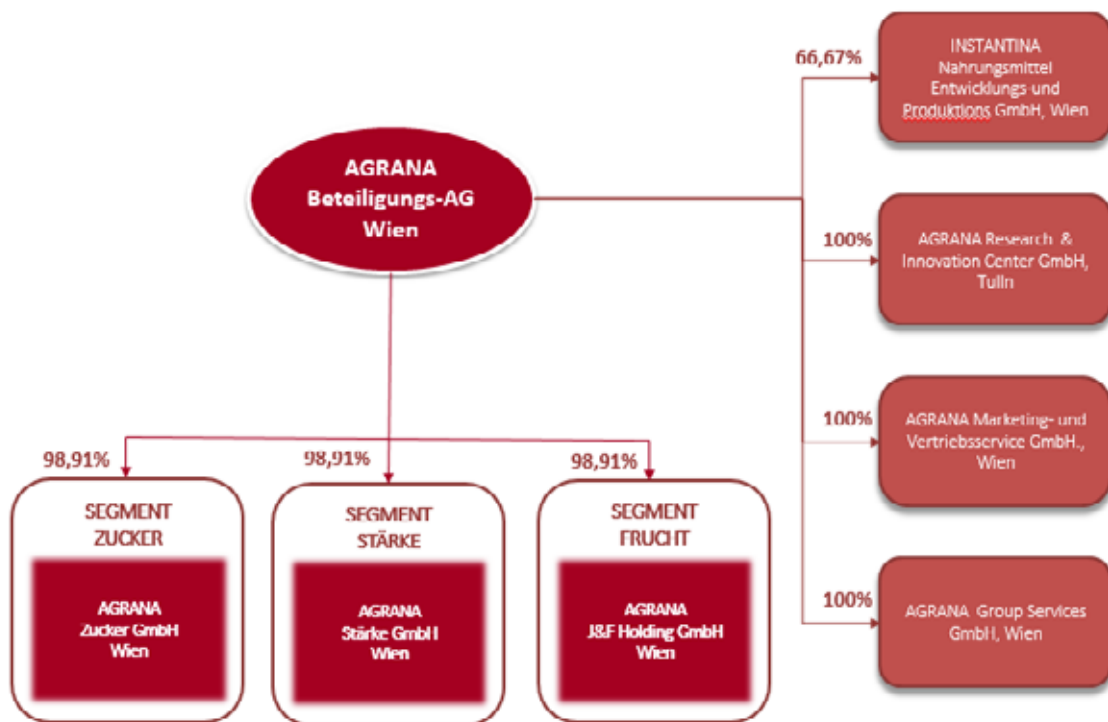 66,67%
INSTANTINA
Nahrungsmittel
Entwicklungs-und
Produktions GmbH, Wien
AGRANA
Beteiligungs-AG
Wien
100%
AGRANA Research &
Innovation Center GmbH,
Tulln
100%
AGRANA Marketing- und
Vertriebsservice GmbH.,
Wien
98,91%
SEGMENT
ZUCKER
AGRANA
Zucker GmbH
Wien
98,91%
SEGMENT
STÄRKE
AGRANA
Stärke GmbH
Wien
98,91%
SEGMENT
FRUCHT
AGRANA
J&F Holding GmbH
Wien
100%
AGRANA Group Services
GmbH, Wien